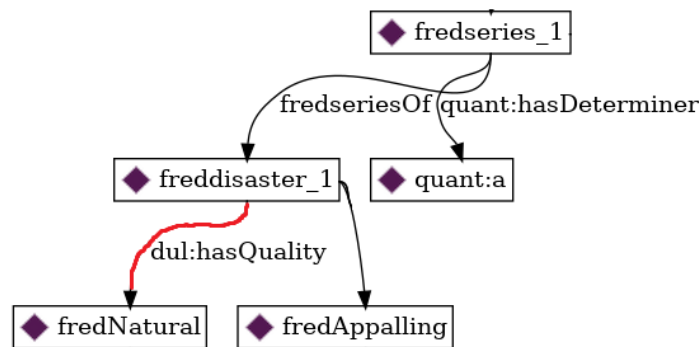 fredseries_1
fredseriesOf quant:hasDeterminer
freddisaster_1
quant:a
dul:hasQuality
fredNatural
fredAppalling